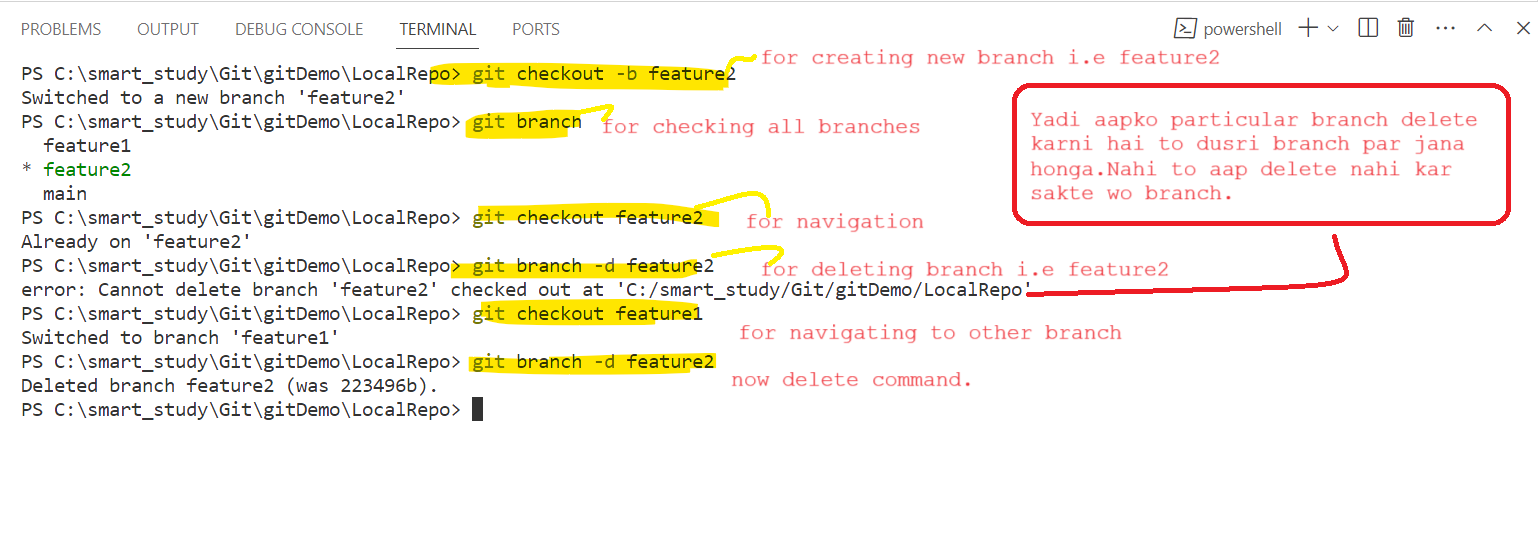 PROBLEMS OUTPUT DEBUG CONSOLE TERMINAL PORTS powershell
for creating new branch i.e feature2
PS C:\smart_study\Git\gitDemo\LocalRepo> git checkout -b feature2
Switched to a new branch 'feature2'
PS C:\smart_study\Git\gitDemo\LocalRepo> git branch
for checking all branches
feature1
* feature2
main
PS C:\smart_study\Git\gitDemo\LocalRepo> git checkout feature2
for navigation
Already on 'feature2'
PS C:\smart_study\Git\gitDemo\LocalRepo> git branch -d feature2
for deleting branch i.e feature2
error: Cannot delete branch 'feature2' checked out at 'C:/smart_study/Git/gitDemo/LocalRepo'
PS C:\smart_study\Git\gitDemo\LocalRepo> git checkout feature1
for navigating to other branch
Switched to branch 'feature1'
PS C:\smart_study\Git\gitDemo\LocalRepo> git branch -d feature2
now delete command.
Deleted branch feature2 (was 223496b).
PS C:\smart_study\Git\gitDemo\LocalRepo>
Yadi aapko particular branch delete
karni hai to dusri branch par jana
honga.Nahi to aap delete nahi kar
sakte wo branch.